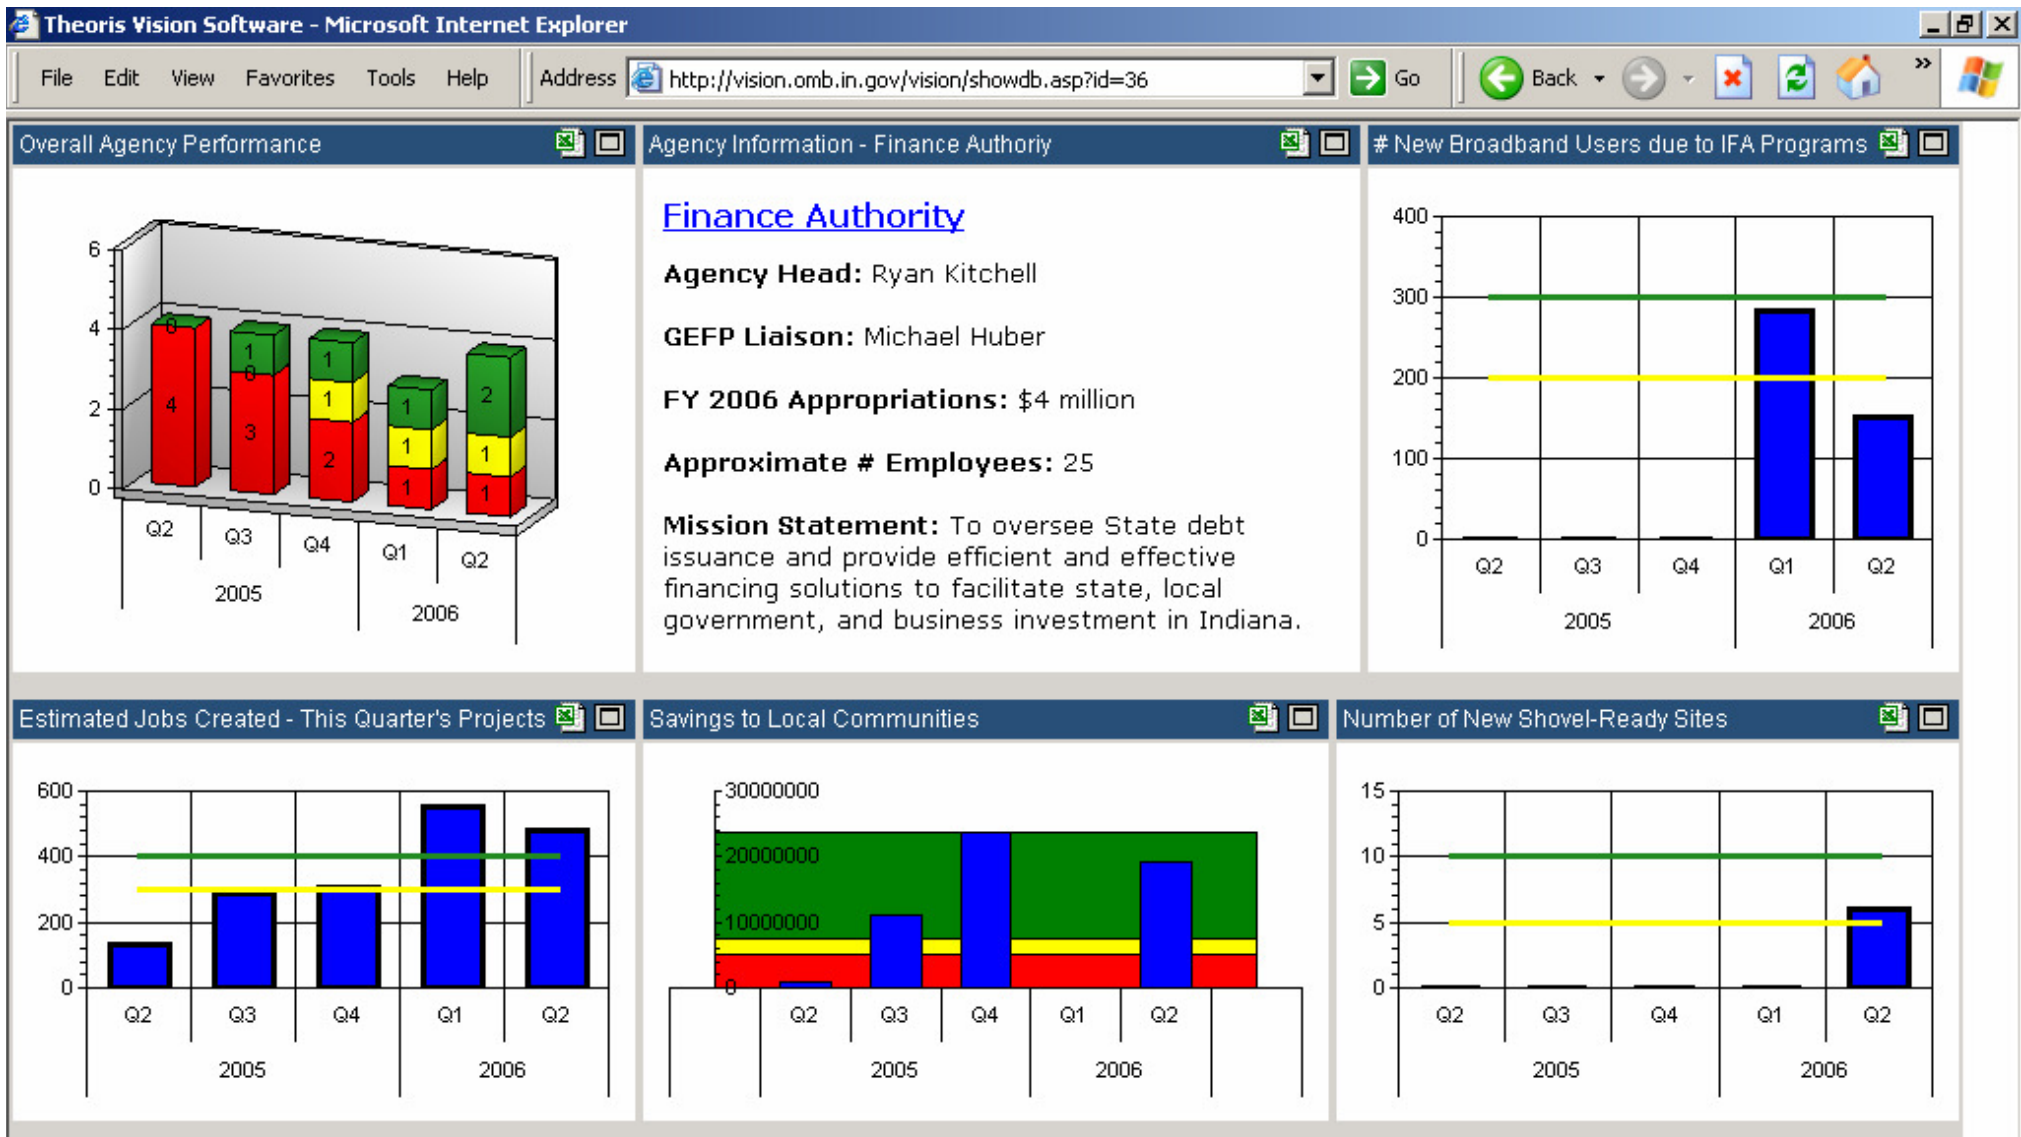 Theoris Vision Software - Microsoft Internet Explorer
File Edit View Favorites Tools Help Address http://vision.omb.in.gov/vision/showdb.asp?id=36 Go Back »
Overall Agency Performance
6
4
2
0
0
4
1
0
3
1
1
2
1
1
1
2
1
1
Q2 Q3 Q4 Q1 Q2
2005 2006
Agency Information - Finance Authoriy
Finance Authority
Agency Head: Ryan Kitchell
GEFP Liaison: Michael Huber
FY 2006 Appropriations: $4 million
Approximate # Employees: 25
Mission Statement: To oversee State debt
issuance and provide efficient and effective
financing solutions to facilitate state, local
government, and business investment in Indiana.
# New Broadband Users due to IFA Programs
400
300
200
100
0
Q2 Q3 Q4 Q1 Q2
2005 2006
Estimated Jobs Created - This Quarter's Projects
600
400
200
0
Q2 Q3 Q4 Q1 Q2
2005 2006
Savings to Local Communities
30000000
20000000
10000000
0
Q2 Q3 Q4 Q1 Q2
2005 2006
Number of New Shovel-Ready Sites
15
10
5
0
Q2 Q3 Q4 Q1 Q2
2005 2006